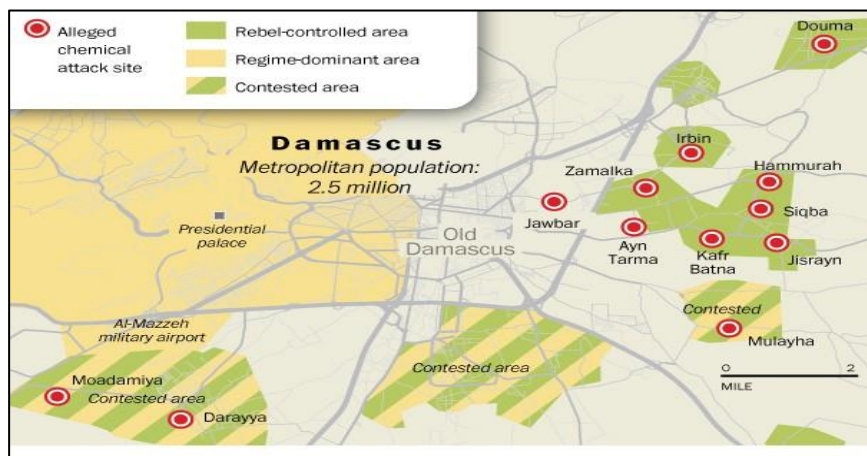 Alleged
chemical
attack site
Rebel-controlled area
Regime-dominant area
Contested area
Douma
Damascus
Metropolitan population:
2.5 million
Irbin
Hammurah
Zamalka
Siqba
Presidential
palace
Jawbar
Old
Damascus
Ayn
Tarma
Kafr
Batna
Jisrayn
Al-Mazzeh
military airport
Contested
Mulayha
Contested area
Moadamiya
Contested area
Darayya
0 2
MILE